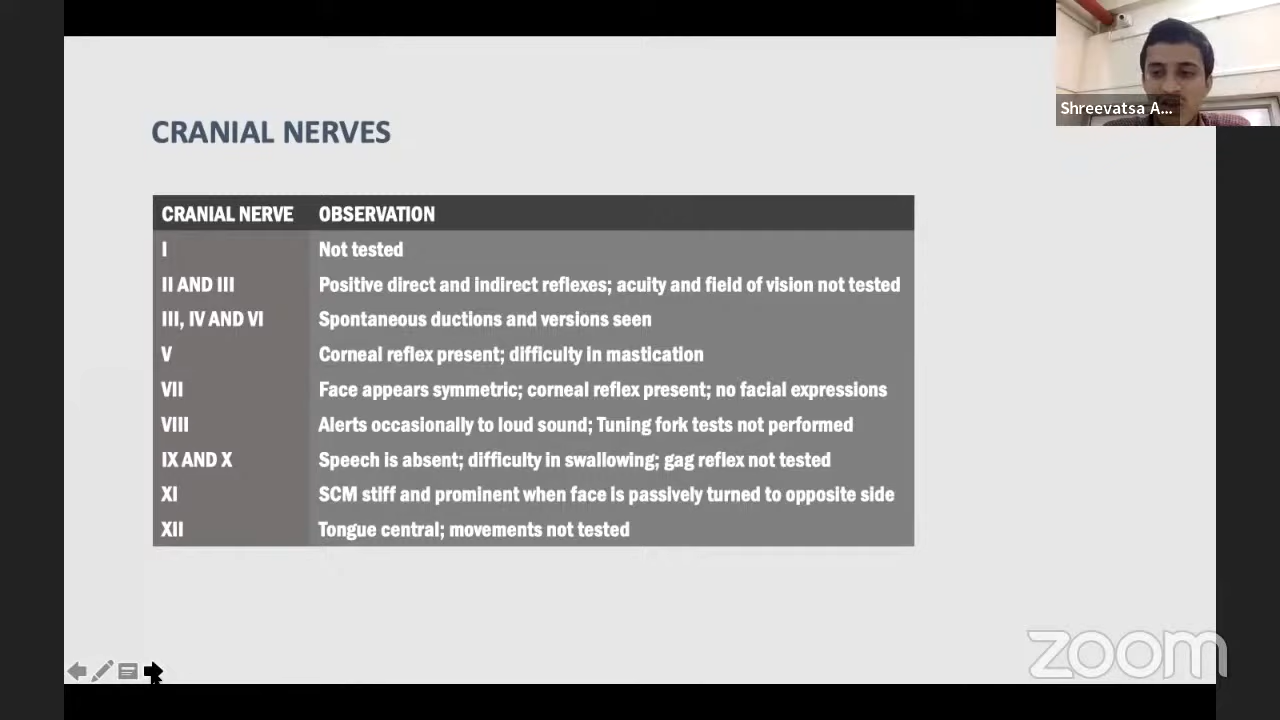 Shreevatsa A...
CRANIAL NERVES
CRANIAL NERVE OBSERVATION
I Not tested
II AND III Positive direct and indirect reflexes; acuity and field of vision not tested
III, IV AND VI Spontaneous ductions and versions seen
V Corneal reflex present; difficulty in mastication
VII Face appears symmetric; corneal reflex present; no facial expressions
VIII Alerts occasionally to loud sound; Tuning fork tests not performed
IX AND X Speech is absent; difficulty in swallowing; gag reflex not tested
XI SCM stiff and prominent when face is passively turned to opposite side
XII Tongue central; movements not tested
zoom